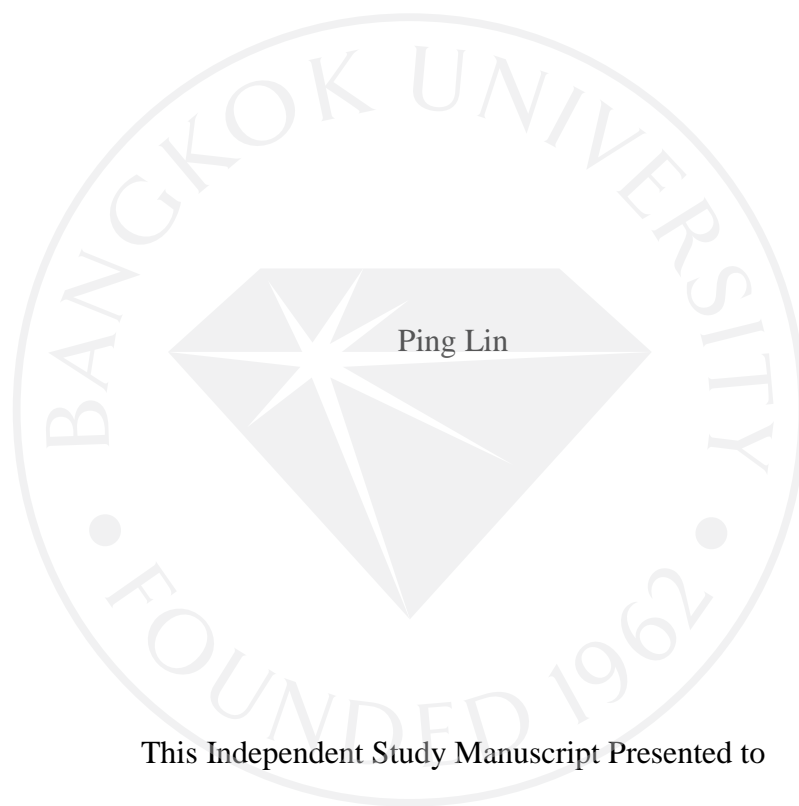 BANGKOK UNIVERSITY
Ping Lin
• FOUNDED 1962 •
This Independent Study Manuscript Presented to